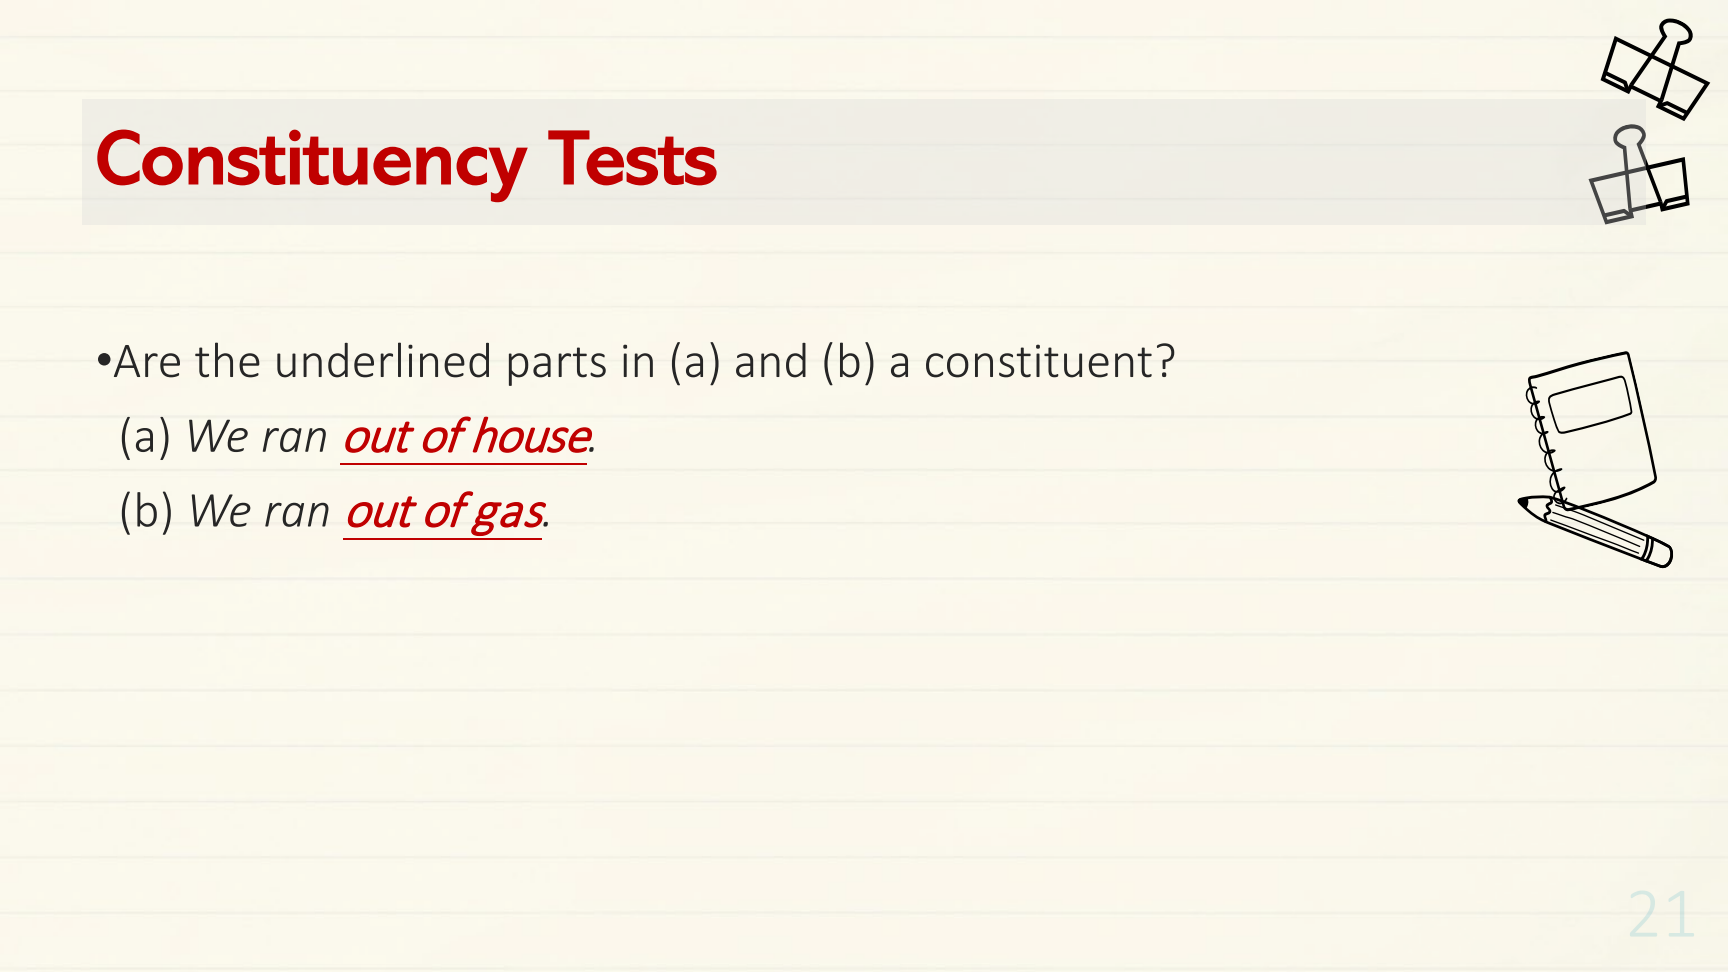 Constituency Tests
•Are the underlined parts in (a) and (b) a constituent?
(a) We ran out of house.
(b) We ran out of gas.
21